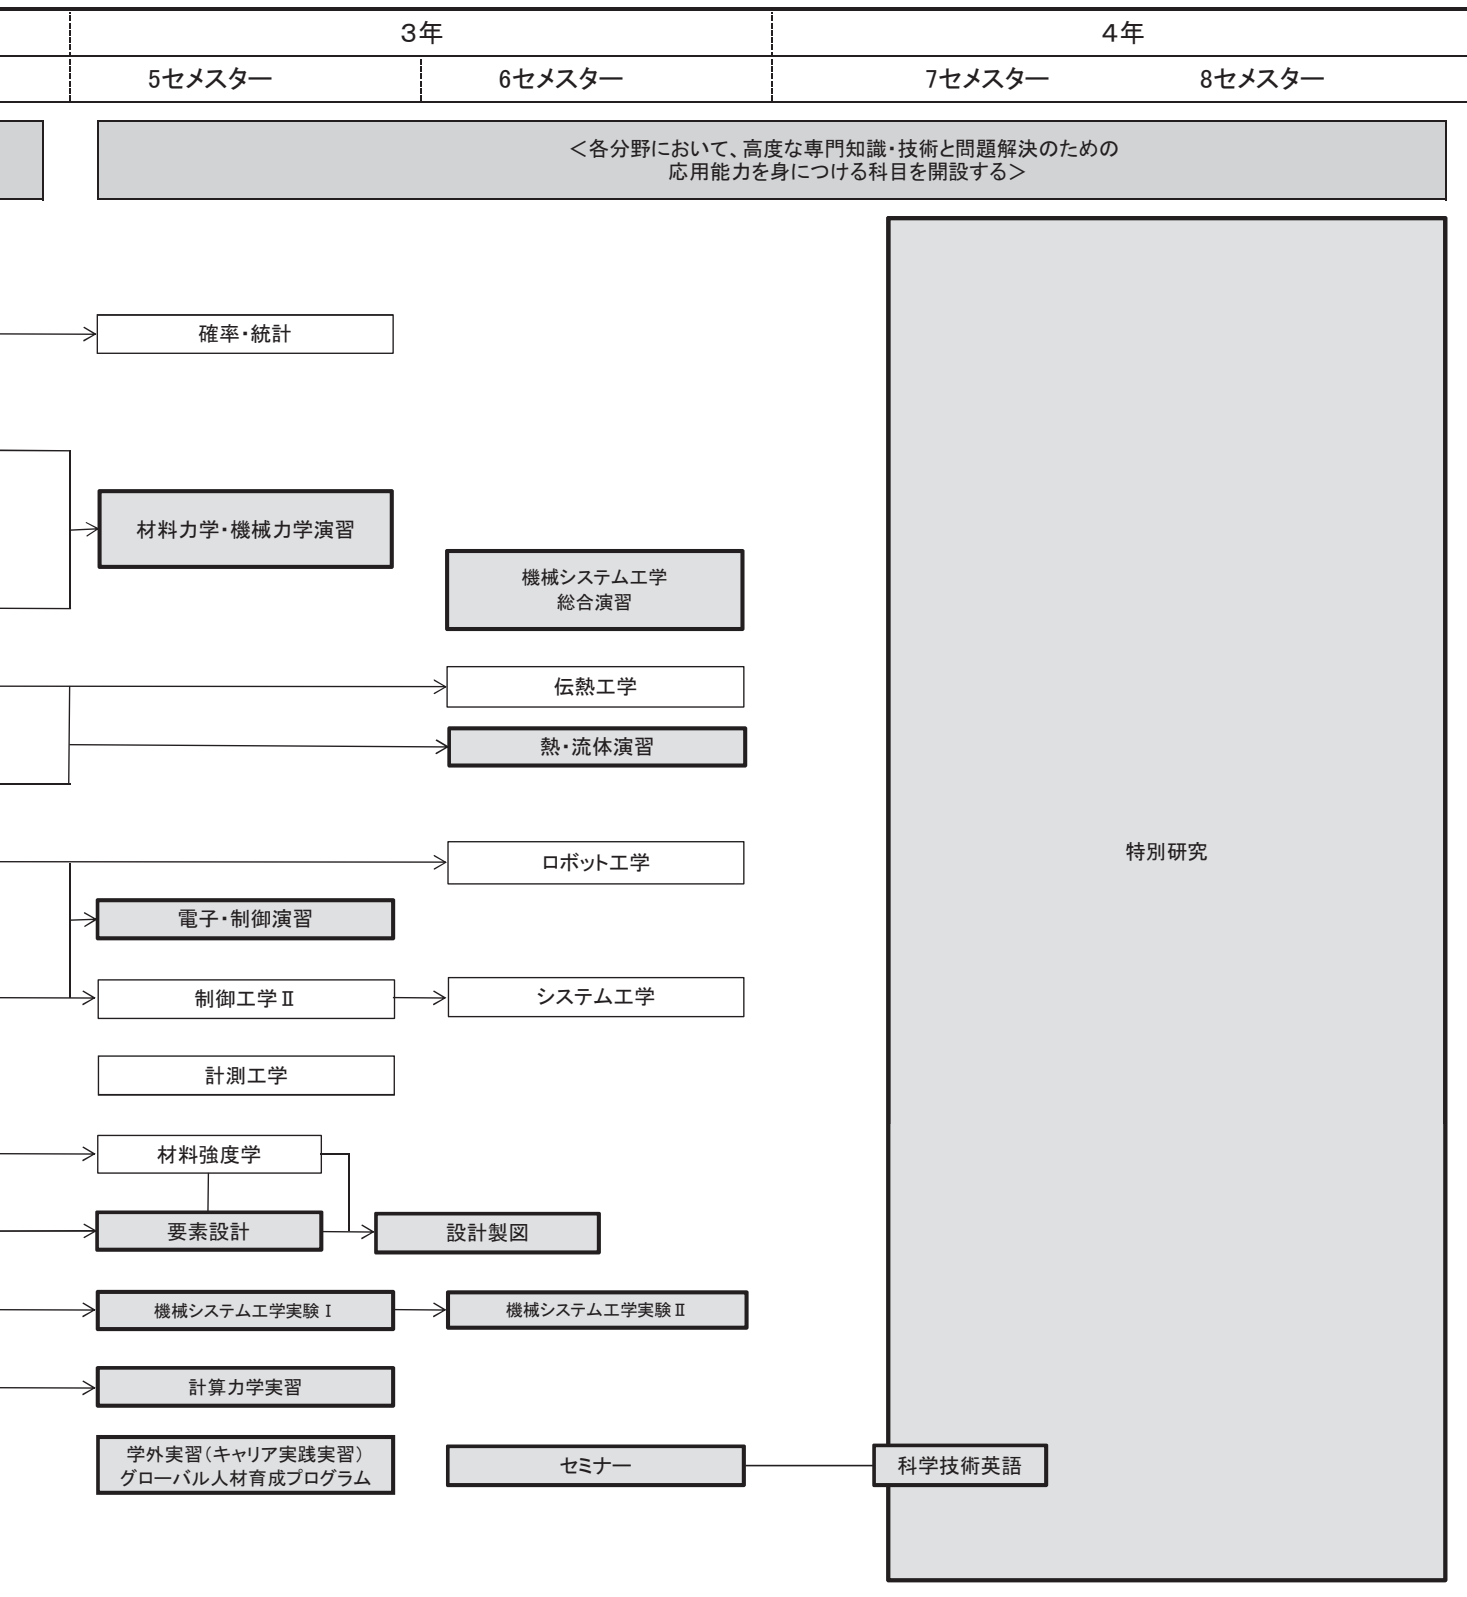 ３年
４年
5セメスター
6セメスター
7セメスター
8セメスター
＜各分野において、高度な専門知識・技術と問題解決のための
応用能力を身につける科目を開設する＞
確率・統計
材料力学・機械力学演習
機械システム工学
総合演習
伝熱工学
熱・流体演習
特別研究
ロボット工学
電子・制御演習
制御工学Ⅱ
システム工学
計測工学
材料強度学
要素設計
設計製図
機械システム工学実験Ⅰ
機械システム工学実験Ⅱ
計算力学実習
学外実習（キャリア実践実習）
グローバル人材育成プログラム
セミナー
科学技術英語